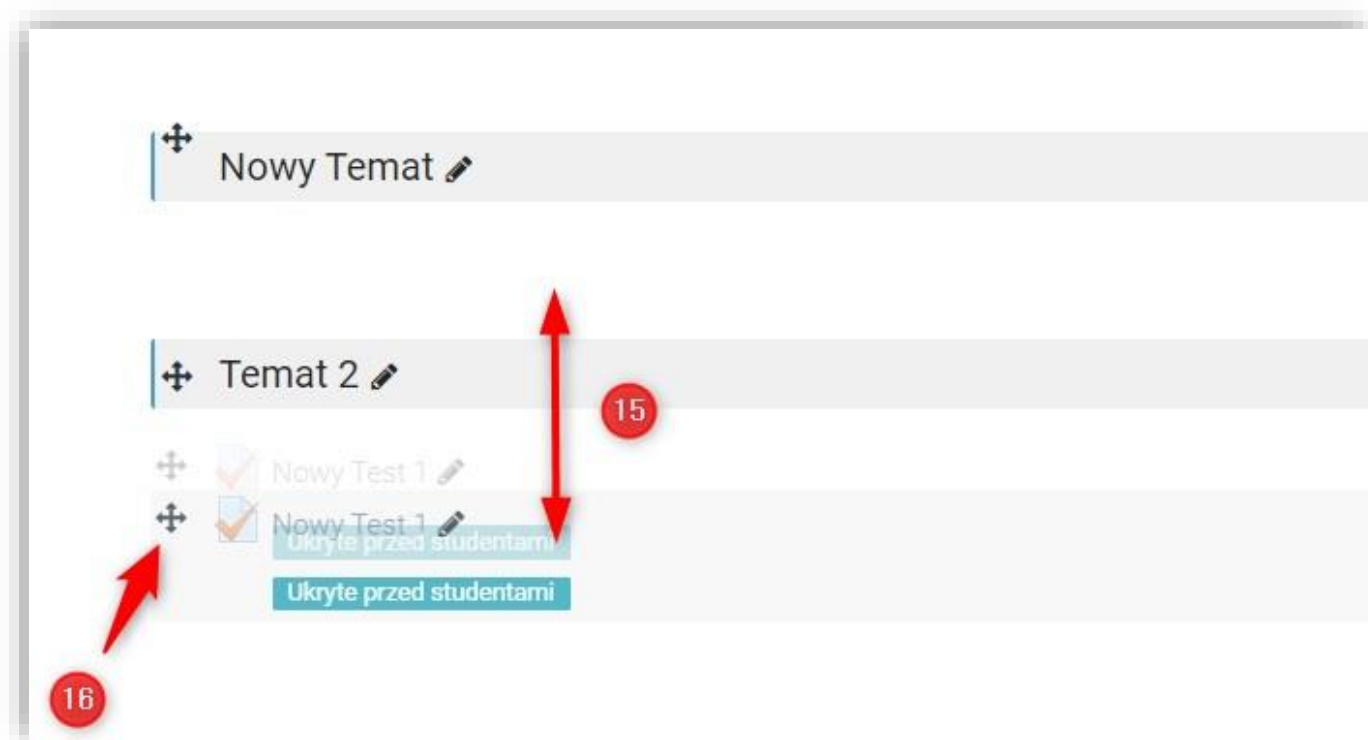 Nowy Temat
Temat 2
15
Nowy Test 1
Nowy Test 1
Ukryte przed studentami
Ukryte przed studentami
16